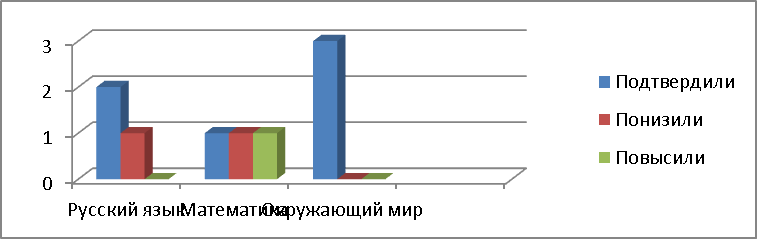 3
2
1
0
Русский язык
Математика
Окружающий мир
Подтвердили
Понизили
Повысили